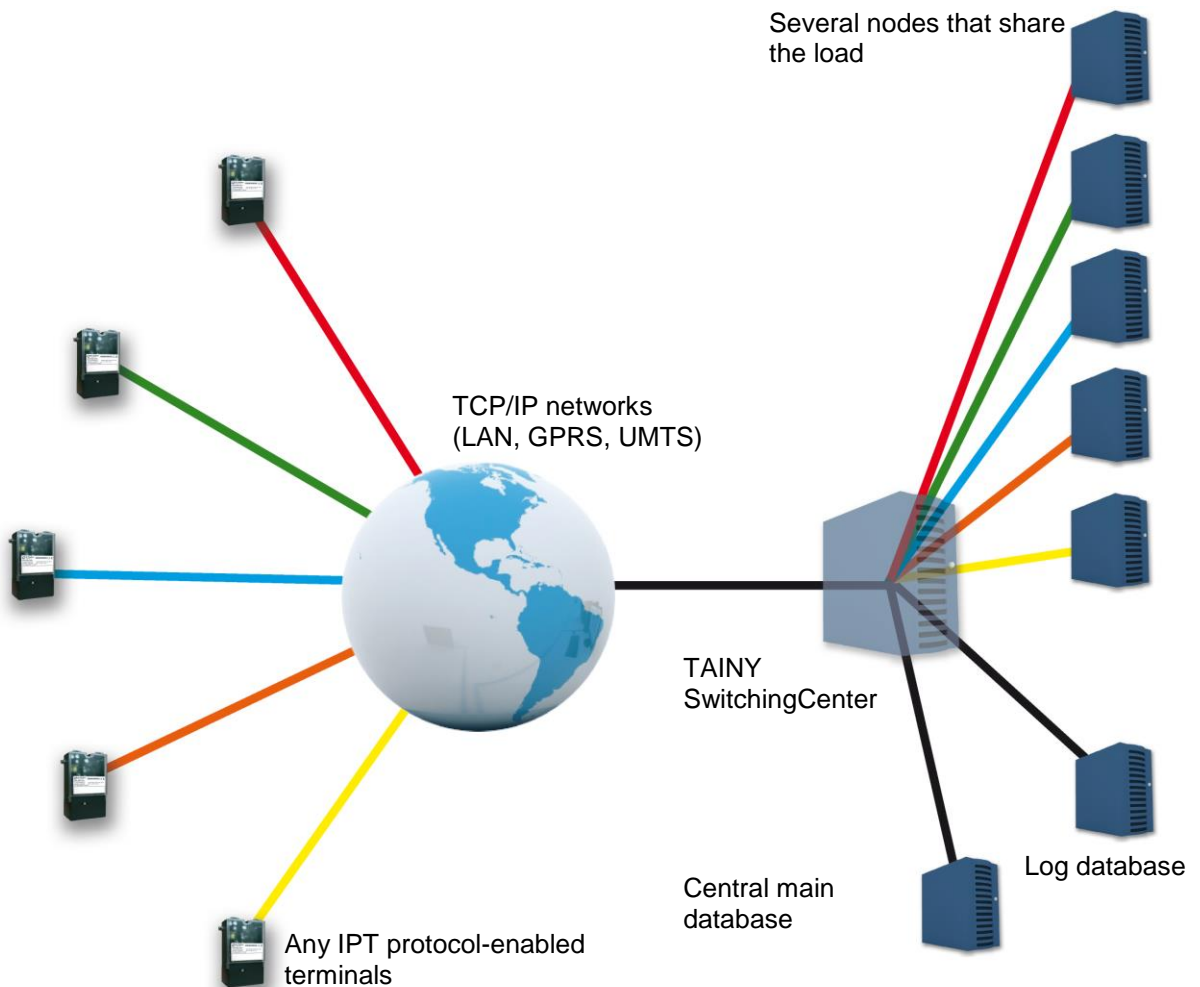 Several nodes that share
the load
TCP/IP networks
(LAN, GPRS, UMTS)
TAINY
SwitchingCenter
Central main
database
Log database
Any IPT protocol-enabled
terminals